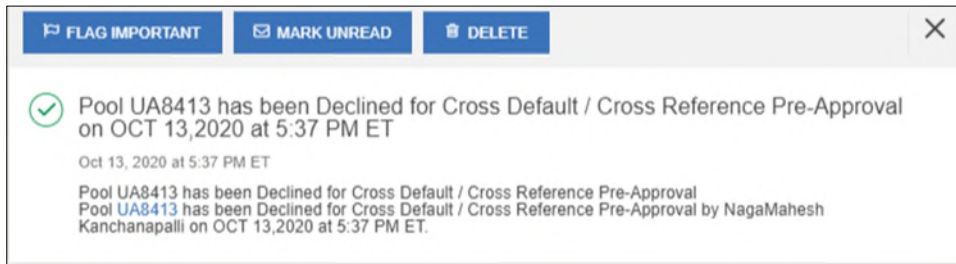 FLAG IMPORTANT MARK UNREAD DELETE
Pool UA8413 has been Declined for Cross Default / Cross Reference Pre-Approval
on OCT 13,2020 at 5:37 PM ET
Oct 13, 2020 at 5:37 PM ET
Pool UA8413 has been Declined for Cross Default / Cross Reference Pre-Approval
Pool UA8413 has been Declined for Cross Default / Cross Reference Pre-Approval by NagaMahesh
Kanchanapalli on OCT 13,2020 at 5:37 PM ET.